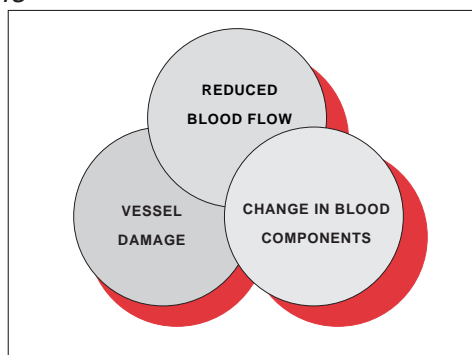 REDUCED
BLOOD FLOW
VESSEL
DAMAGE
CHANGE IN BLOOD
COMPONENTS